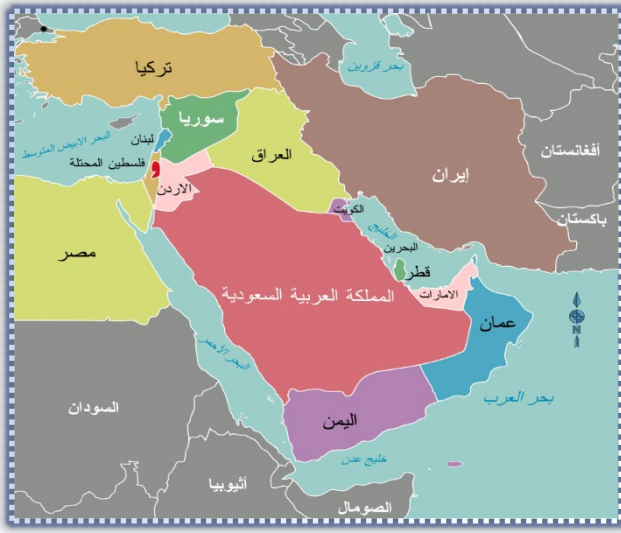 بحر قزوين
تركيا
سوريا
لبنان
البحر الابيض المتوسط
فلسطين المحتلة
العراق
إيران
أفغانستان
باكستان
الاردن
الكويت
الخليج
البحرين
قطر
الامارات
مصر
المملكة العربية السعودية
عمان
N
البحر الأحمر
بحر العرب
السودان
اليمن
خليج عدن
أثيوبيا
الصومال